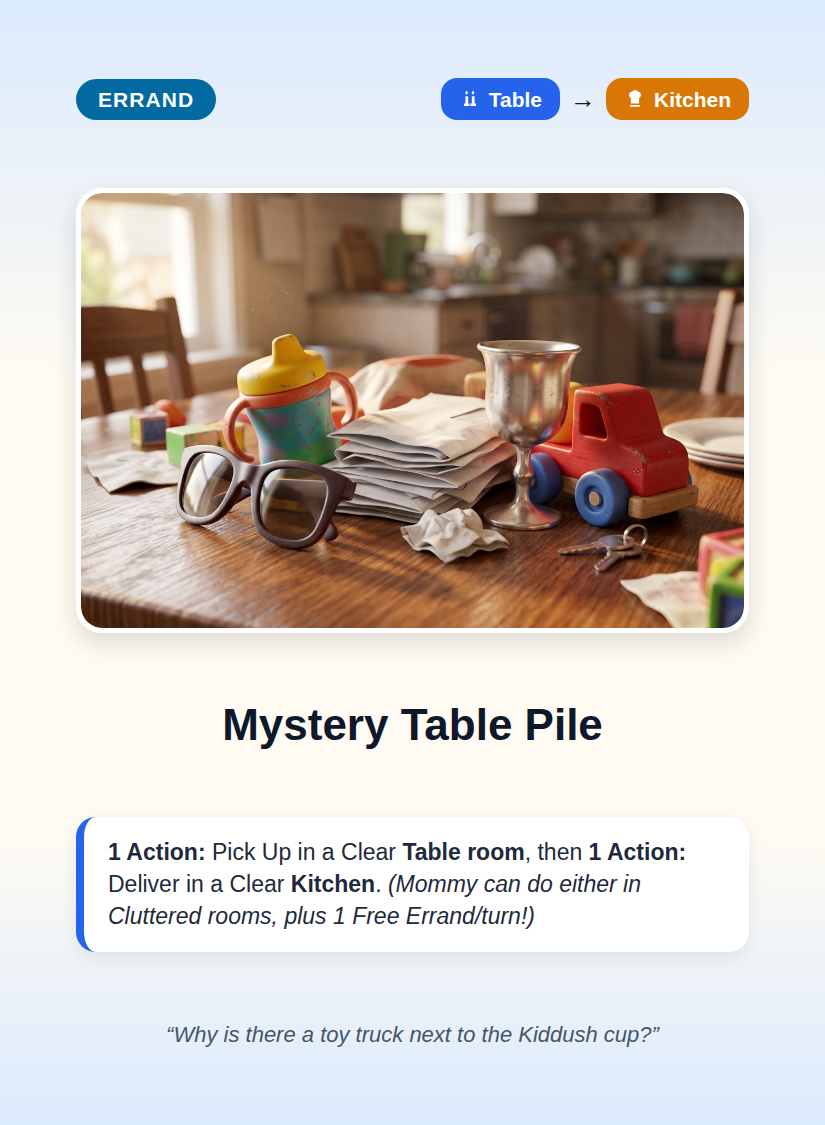 ERRAND
Table → Kitchen
Mystery Table Pile
1 Action: Pick Up in a Clear Table room, then 1 Action:
Deliver in a Clear Kitchen. (Mommy can do either in
Cluttered rooms, plus 1 Free Errand/turn!)
“Why is there a toy truck next to the Kiddush cup?”